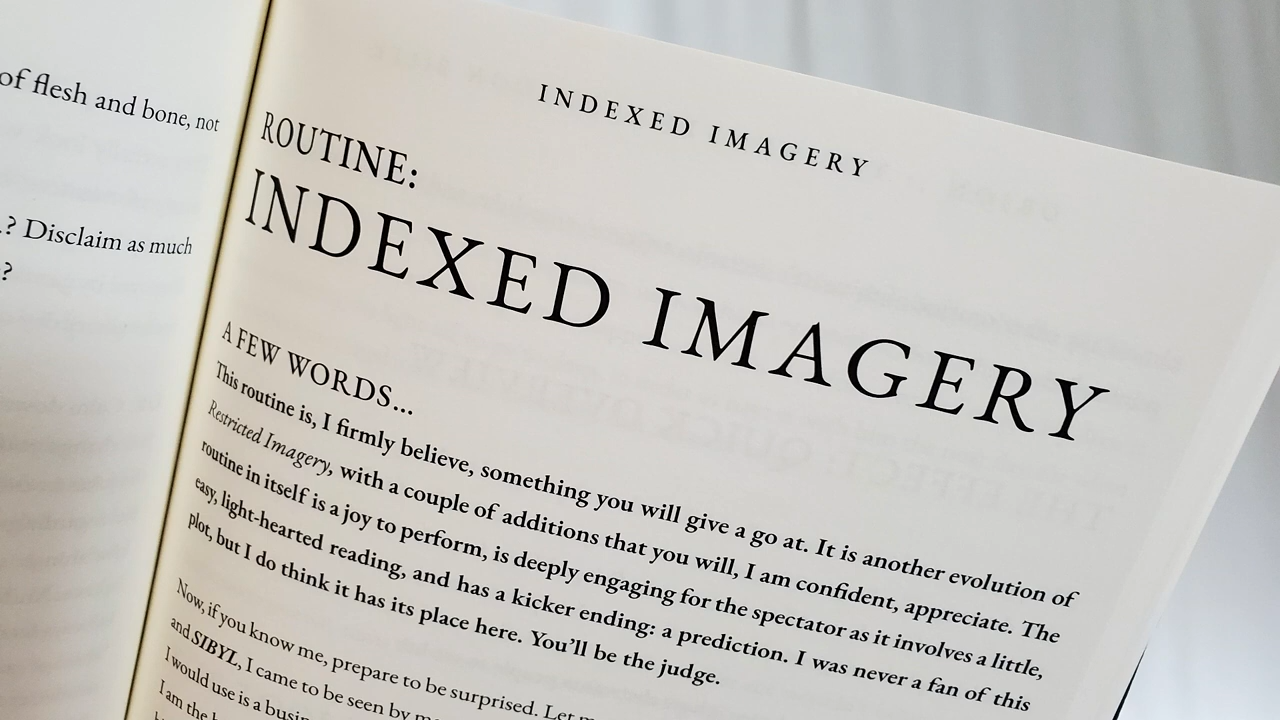 of flesh and bone, not
.? Disclaim as much
?
INDEXED IMAGERY
ROUTINE:
INDEXED IMAGERY
A FEW WORDS...
This routine is, I firmly believe, something you will give a go at. It is another evolution of
Restricted Imagery, with a couple of additions that you will, I am confident, appreciate. The
routine in itself is a joy to perform, is deeply engaging for the spectator as it involves a little,
easy, light-hearted reading, and has a kicker ending: a prediction. I was never a fan of this
plot, but I do think it has its place here. You'll be the judge.
Now, if you know me, prepare to be surprised. Let
and SIBYL, I came to be seen by
I would use is a
I am the